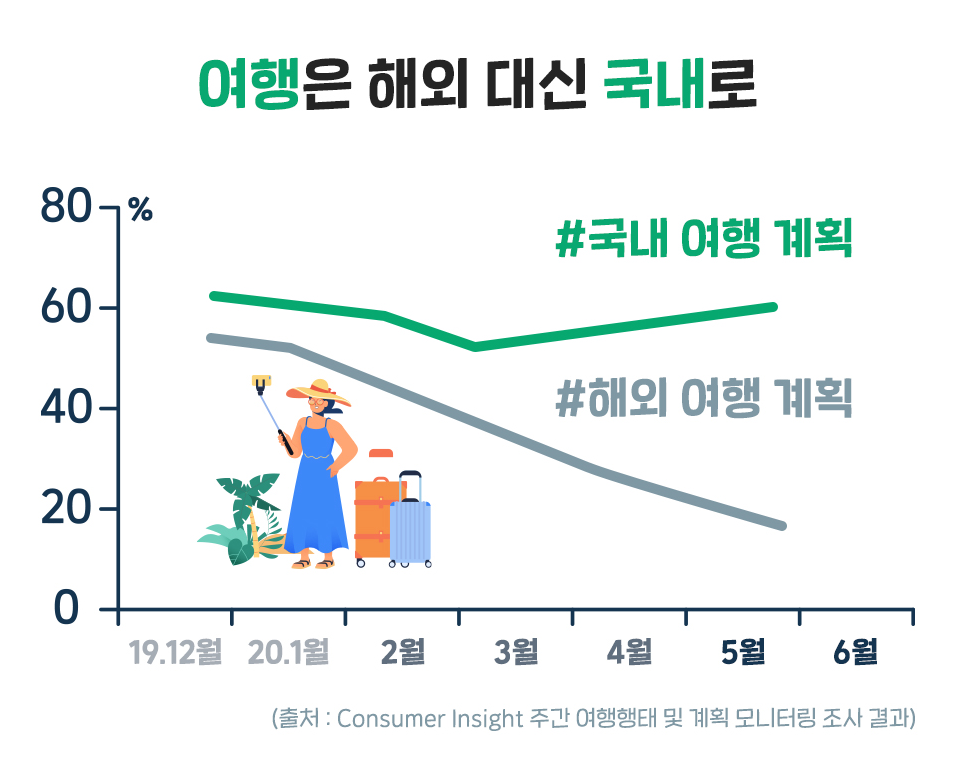 여행은 해외 대신 국내로
80 %
#국내 여행 계획
60
#해외 여행 계획
40
20
0
19.12월 20.1월 2월 3월 4월 5월 6월
(출처 : Consumer Insight 주간 여행행태 및 계획 모니터링 조사 결과)